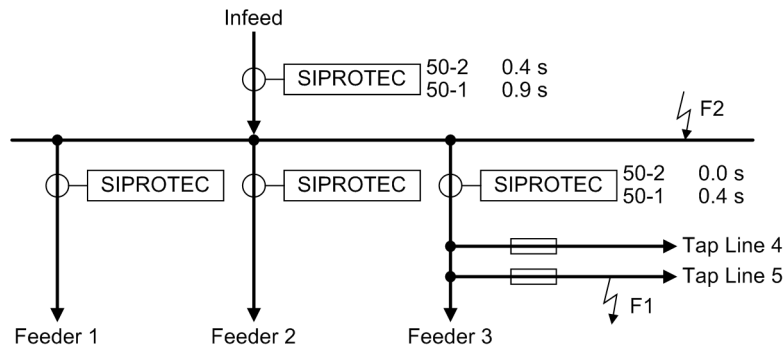 Infeed
SIPROTEC 50-2 0.4 s
50-1 0.9 s
F2
SIPROTEC SIPROTEC SIPROTEC 50-2 0.0 s
50-1 0.4 s
Tap Line 4
Tap Line 5
F1
Feeder 1 Feeder 2 Feeder 3